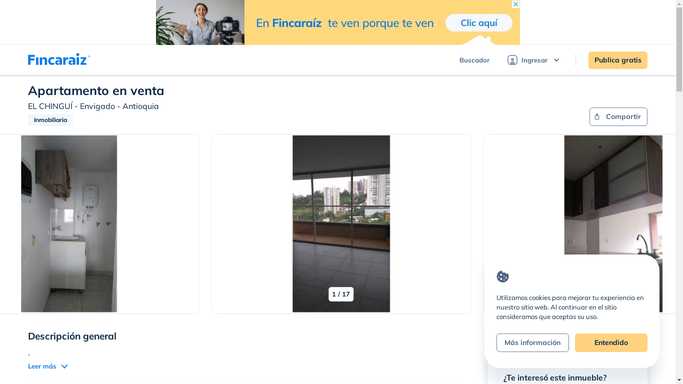 En Fincaraíz te ven porque te ven
Clic aquí
Fincaraiz
Buscador
Ingresar
Publica gratis
Apartamento en venta
EL CHINGUÍ - Envigado - Antioquia
Inmobiliaria
Compartir
1 / 17
Utilizamos cookies para mejorar tu experiencia en
nuestro sitio web. Al continuar en el sitio
consideramos que aceptas su uso.
Más información
Entendido
Descripción general
.
Leer más
¿Te interesó este inmueble?